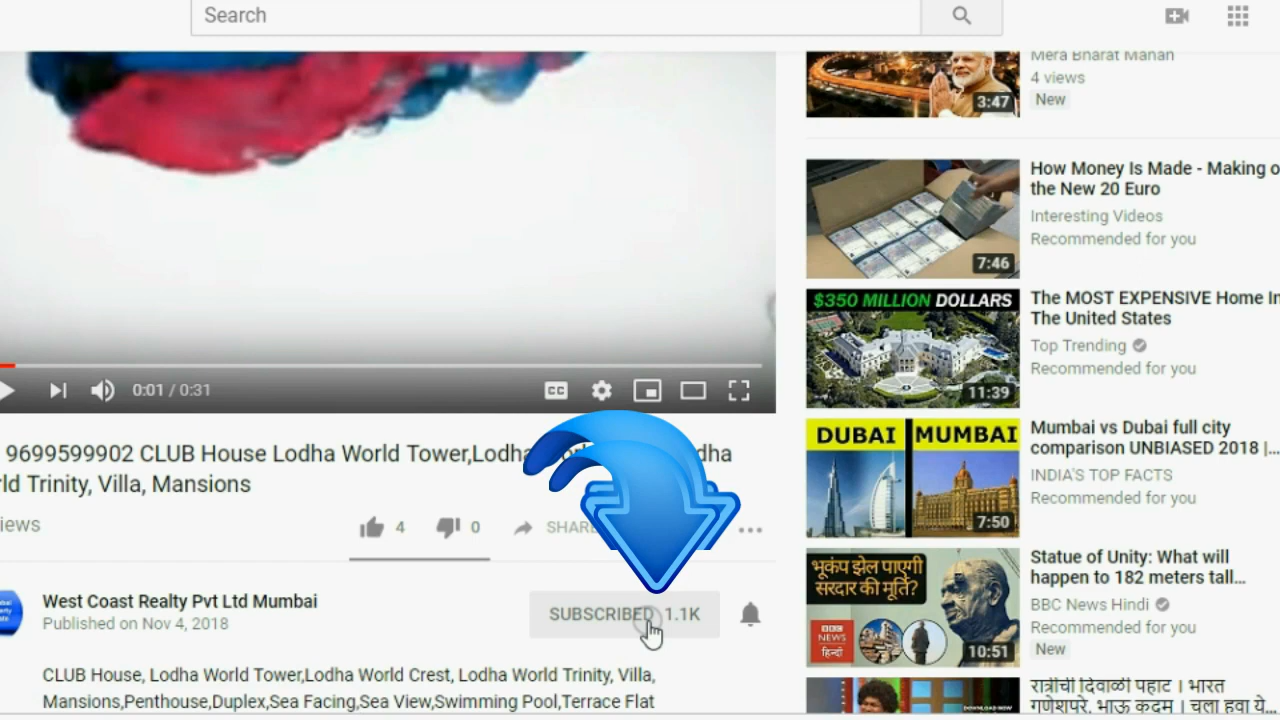 Search
0:01 / 0:31
CC
9699599902 CLUB House Lodha World Tower,Lodha
Trinity, Villa, Mansions
4
0
1.1K
SUBSCRIBED
West Coast Realty Pvt Ltd Mumbai
Published on Nov 4, 2018
CLUB House, Lodha World Tower,Lodha World Crest, Lodha World Trinity, Villa,
Mansions,Penthouse,Duplex,Sea Facing,Sea View,Swimming Pool,Terrace Flat
Mera Bharat Mahan
4 views
New
3:47
How Money Is Made - Making
the New 20 Euro
Interesting Videos
Recommended for you
7:46
$350 MILLION DOLLARS
11:39
The MOST EXPENSIVE Home In
The United States
Top Trending
Recommended for you
DUBAI MUMBAI
7:50
Mumbai vs Dubai full city
comparison UNBIASED 2018 |...
INDIA'S TOP FACTS
Recommended for you
भूकंप झेल पाएगी
सरदार की मूर्ति?
BBC
NEWS
हिन्दी
10:51
Statue of Unity: What will
happen to 182 meters tall...
BBC News Hindi
Recommended for you
New
DOWNLOAD NOW
रात्रीची दिवाळी पहाट । भारत
गणेशपुरे, भाऊ कदम । चला हवा ये...